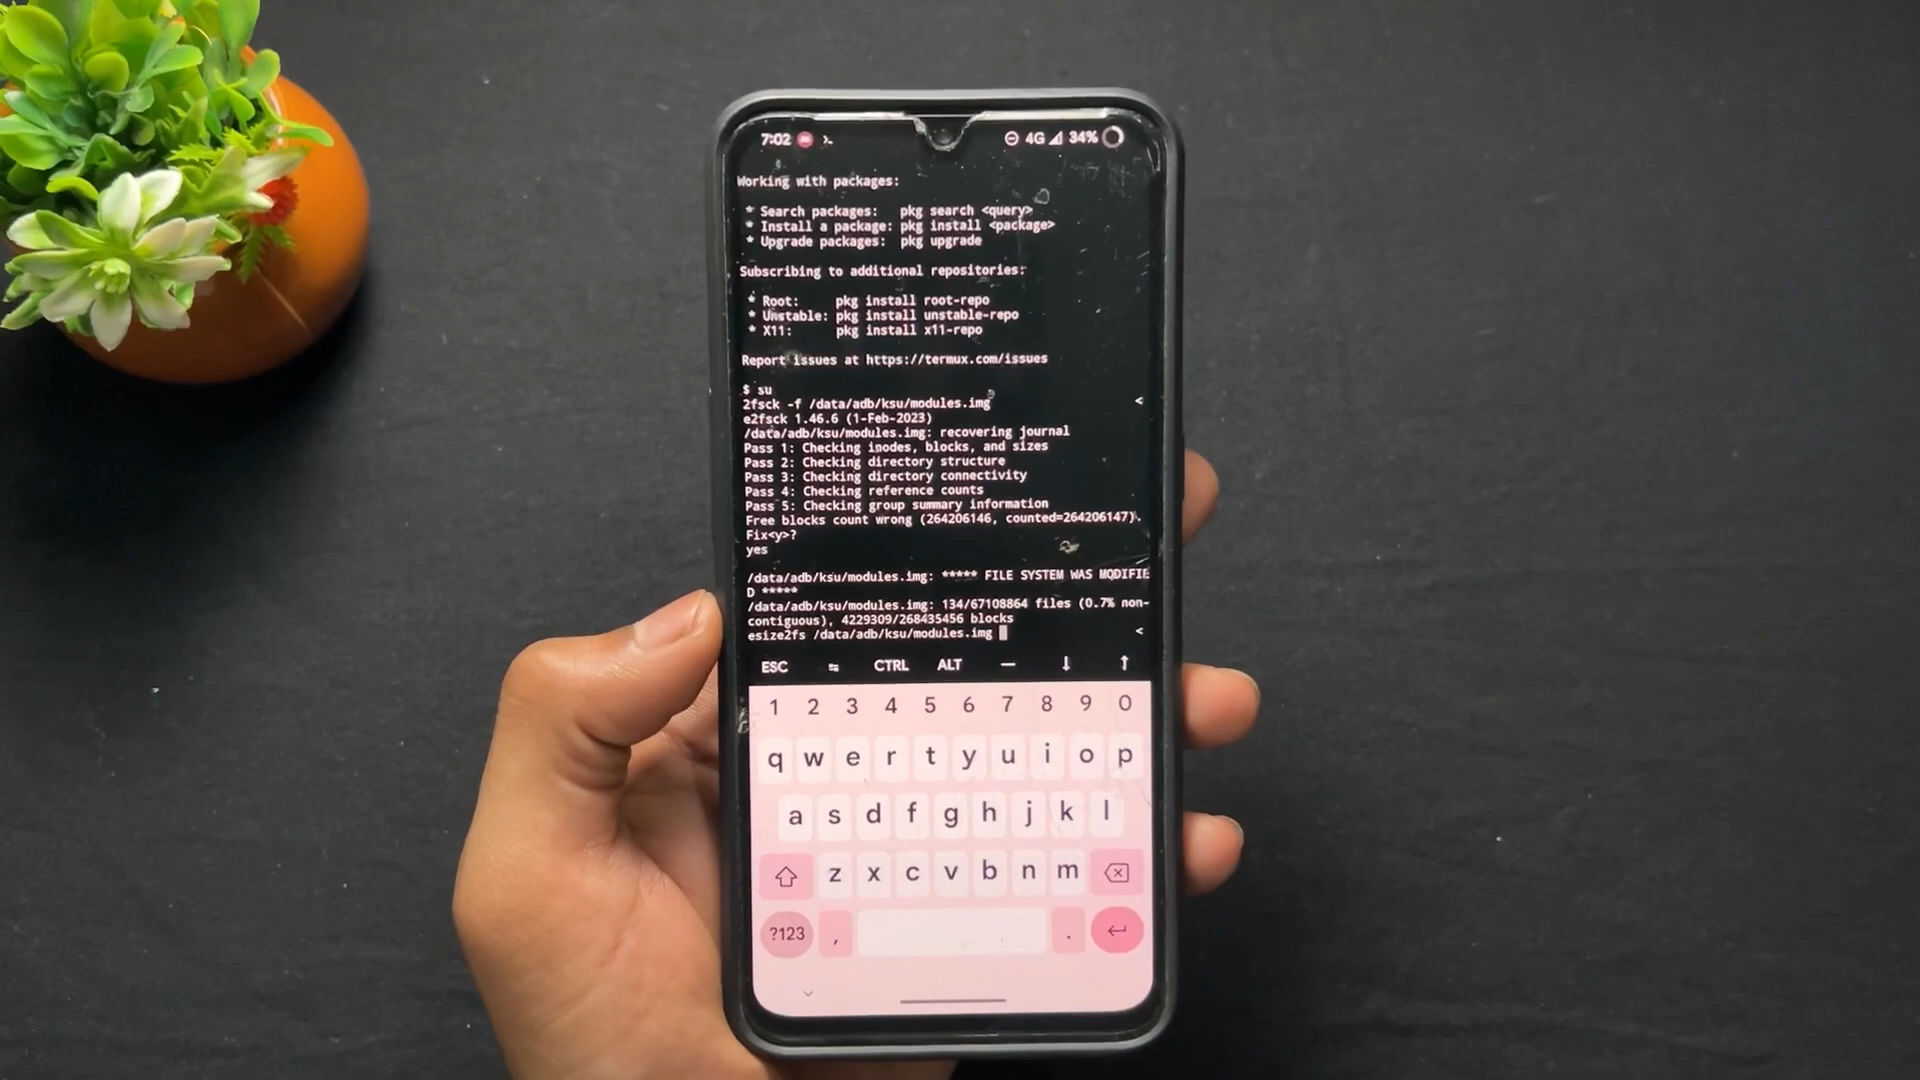 7:02 4G 34%
Working with packages:
* Search packages: pkg search <query>
* Install a package: pkg install <package>
* Upgrade packages: pkg upgrade
Subscribing to additional repositories:
* Root: pkg install root-repo
* Unstable: pkg install unstable-repo
* X11: pkg install x11-repo
Report issues at https://termux.com/issues
$ su
2fsck -f /data/adb/ksu/modules.img <
e2fsck 1.46.6 (1-Feb-2023)
/data/adb/ksu/modules.img: recovering journal
Pass 1: Checking inodes, blocks, and sizes
Pass 2: Checking directory structure
Pass 3: Checking directory connectivity
Pass 4: Checking reference counts
Pass 5: Checking group summary information
Free blocks count wrong (264206146, counted=264206147).
Fix<y>?
yes
/data/adb/ksu/modules.img: ***** FILE SYSTEM WAS MODIFIE
D *****
/data/adb/ksu/modules.img: 134/67108864 files (0.7% non-
contiguous), 4229309/268435456 blocks
esize2fs /data/adb/ksu/modules.img <
ESC ⇆ CTRL ALT — ↓ ↑
1 2 3 4 5 6 7 8 9 0
q w e r t y u i o p
a s d f g h j k l
z x c v b n m
?123 , .